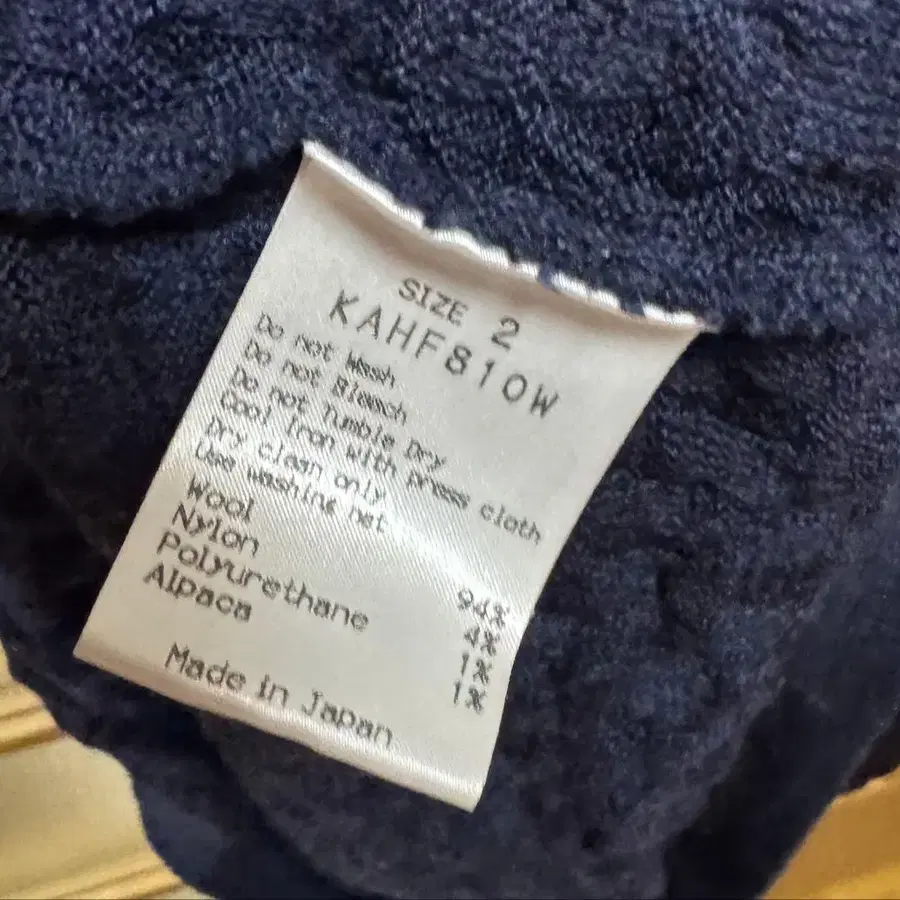 SIZE 2
KAHF810W
Do not Wash
Do not Bleach
Do not Tumble Dry
Cool Iron with press cloth
Dry clean only
Use washing net
Wool 94%
Nylon 4%
Polyurethane 1%
Alpaca 1%
Made in Japan